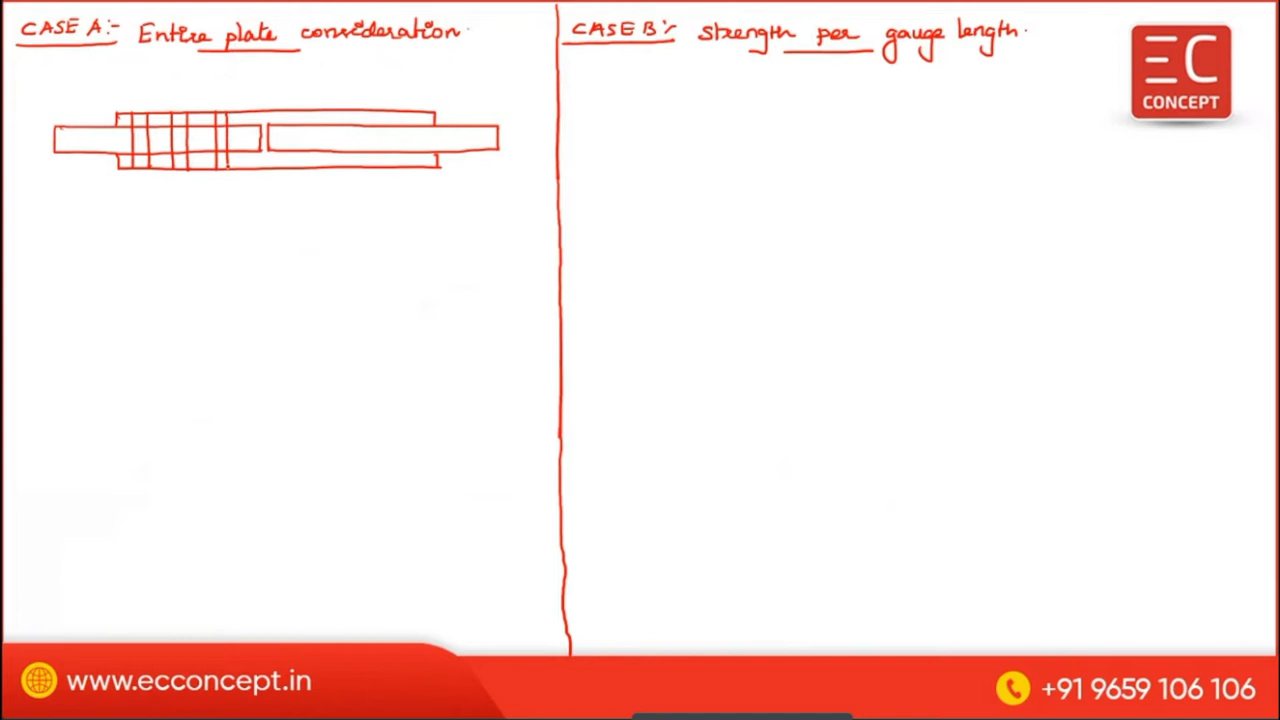 CASE A:- Entire plate consideration.
CASE B:- strength per gauge length.
EC
CONCEPT
www.ecconcept.in
+91 9659 106 106